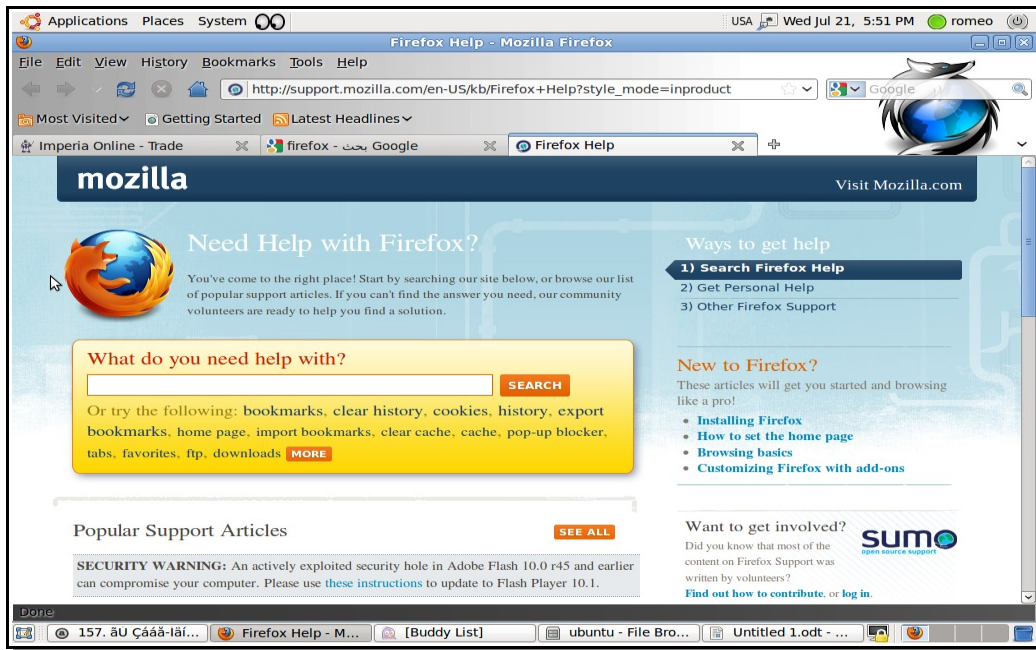 Applications Places System USA Wed Jul 21, 5:51 PM romeo
Firefox Help - Mozilla Firefox
File Edit View History Bookmarks Tools Help
http://support.mozilla.com/en-US/kb/Firefox+Help?style_mode=inproduct Google
Most Visited Getting Started Latest Headlines
Imperia Online - Trade firefox - بحث Google Firefox Help
mozilla
Visit Mozilla.com
Need Help with Firefox?
You've come to the right place! Start by searching our site below, or browse our list
of popular support articles. If you can't find the answer you need, our community
volunteers are ready to help you find a solution.
What do you need help with?
SEARCH
Or try the following: bookmarks, clear history, cookies, history, export
bookmarks, home page, import bookmarks, clear cache, cache, pop-up blocker,
tabs, favorites, ftp, downloads MORE
Popular Support Articles SEE ALL
SECURITY WARNING: An actively exploited security hole in Adobe Flash 10.0 r45 and earlier
can compromise your computer. Please use these instructions to update to Flash Player 10.1.
Ways to get help
1) Search Firefox Help
2) Get Personal Help
3) Other Firefox Support
New to Firefox?
These articles will get you started and browsing
like a pro!
• Installing Firefox
• How to set the home page
• Browsing basics
• Customizing Firefox with add-ons
Want to get involved?
Did you know that most of the
content on Firefox Support was
written by volunteers?
Find out how to contribute, or log in.
sumo
open source support
Done
157. ãU Çááã-Iäí... Firefox Help - M... [Buddy List] ubuntu - File Bro... Untitled 1.odt - ...